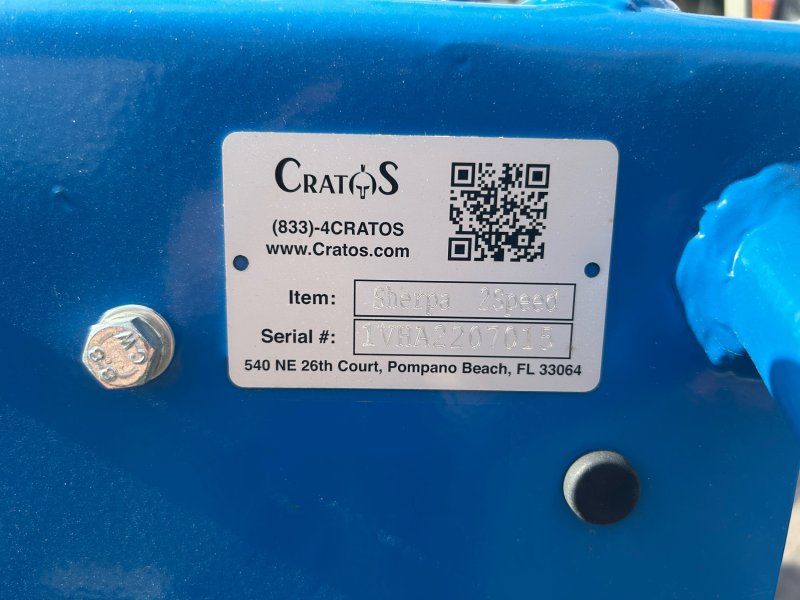 CRATOS
(833)-4CRATOS
www.Cratos.com
Item: Sherpa 2Speed
Serial #: 1VHA2207015
540 NE 26th Court, Pompano Beach, FL 33064
CW
8.8